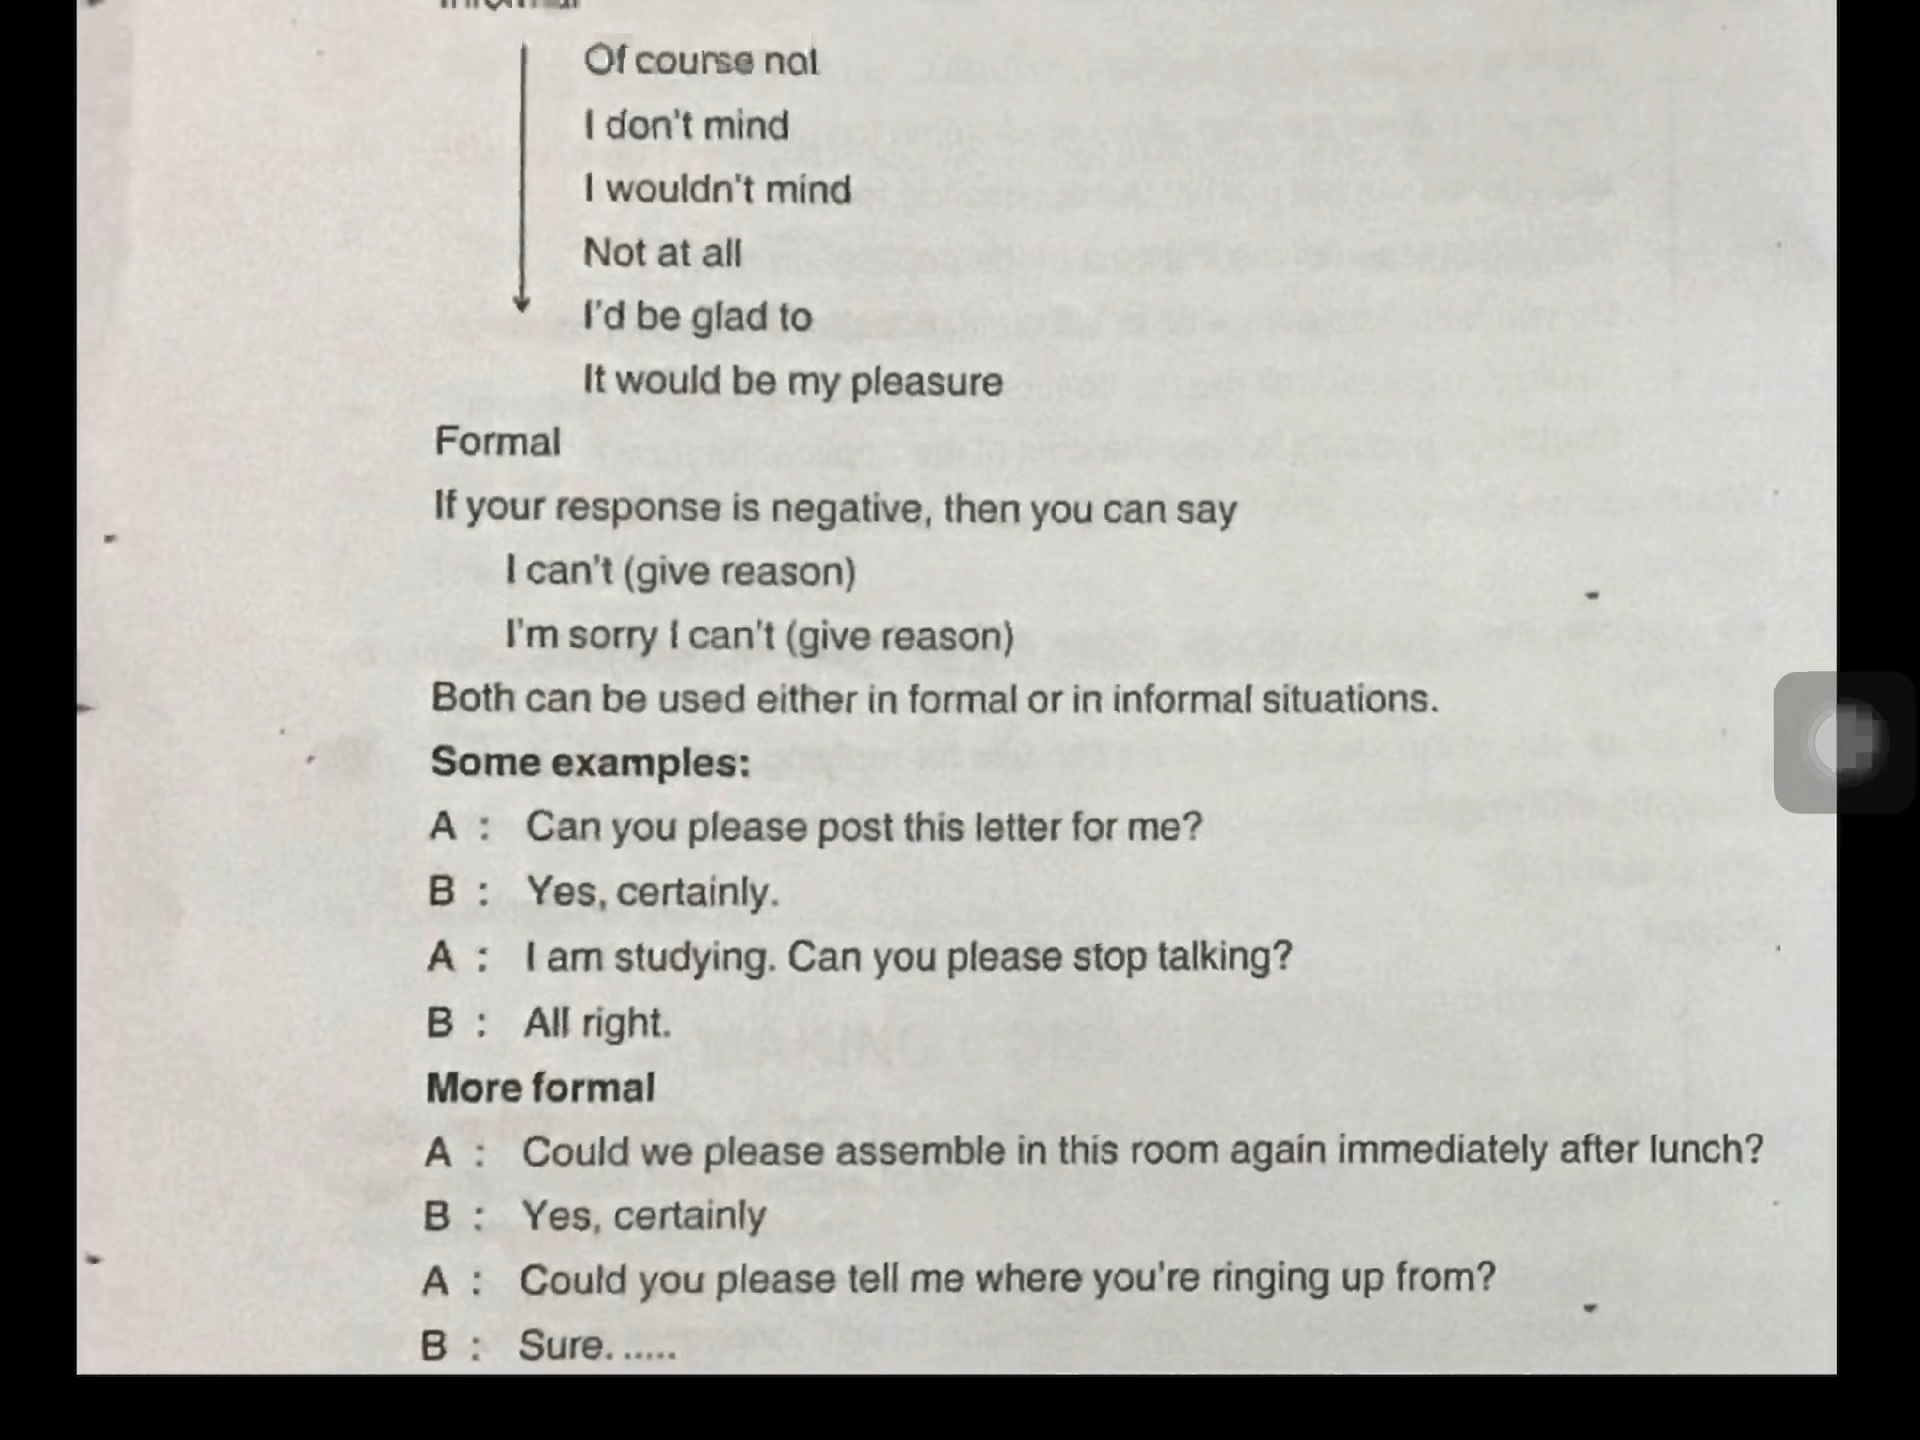 Of course not
I don't mind
I wouldn't mind
Not at all
I'd be glad to
It would be my pleasure
Formal
If your response is negative, then you can say
I can't (give reason)
I'm sorry I can't (give reason)
Both can be used either in formal or in informal situations.
Some examples:
A : Can you please post this letter for me?
B : Yes, certainly.
A : I am studying. Can you please stop talking?
B : All right.
More formal
A : Could we please assemble in this room again immediately after lunch?
B : Yes, certainly
A : Could you please tell me where you're ringing up from?
B : Sure. .....